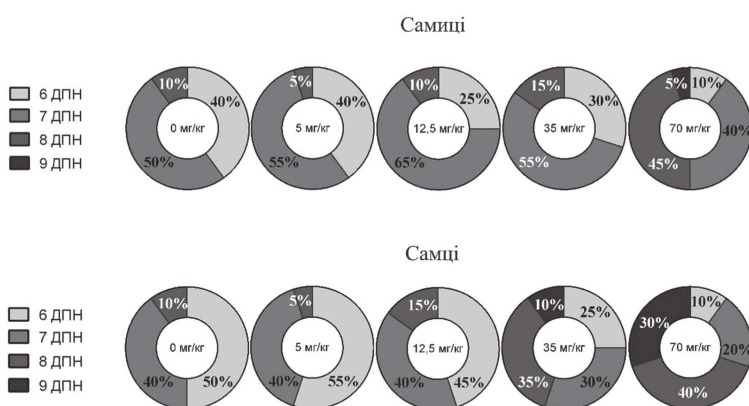 Самиці
6 ДПН
7 ДПН
8 ДПН
9 ДПН
10% 40% 50% 0 мг/кг
5% 40% 55% 5 мг/кг
10% 25% 65% 12,5 мг/кг
15% 30% 55% 35 мг/кг
5% 10% 40% 45% 70 мг/кг
Самці
6 ДПН
7 ДПН
8 ДПН
9 ДПН
10% 50% 40% 0 мг/кг
5% 55% 40% 5 мг/кг
15% 45% 40% 12,5 мг/кг
10% 25% 30% 35% 35 мг/кг
30% 10% 20% 40% 70 мг/кг